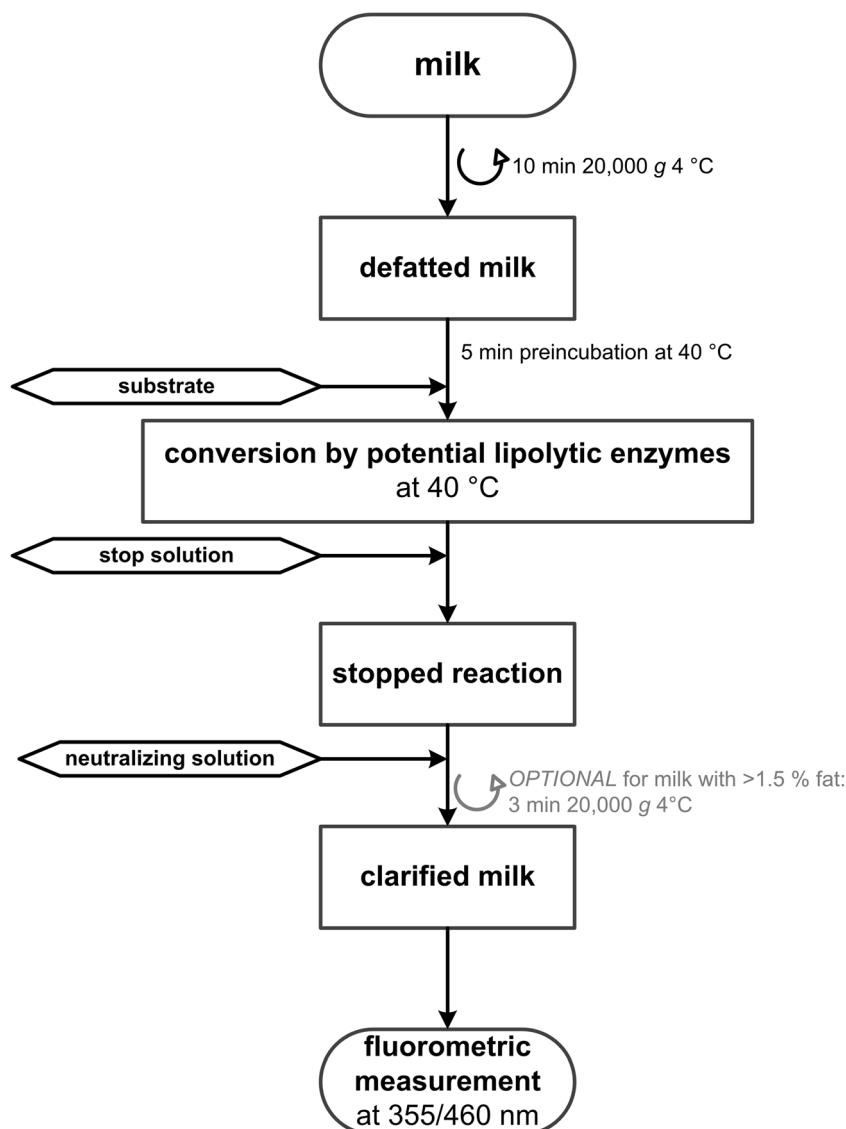 milk
10 min 20,000 g 4 °C
defatted milk
5 min preincubation at 40 °C
substrate
conversion by potential lipolytic enzymes
at 40 °C
stop solution
stopped reaction
neutralizing solution
OPTIONAL for milk with >1.5 % fat:
3 min 20,000 g 4°C
clarified milk
fluorometric
measurement
at 355/460 nm